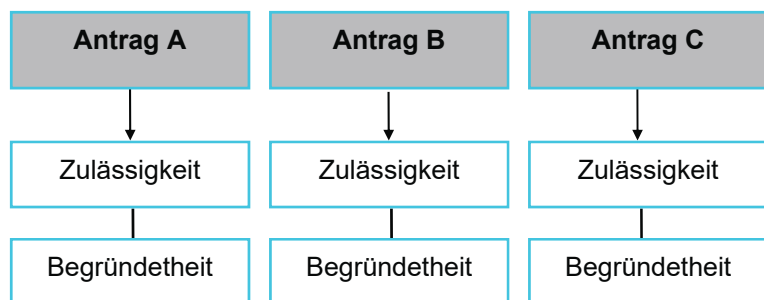 Antrag A
Antrag B
Antrag C
Zulässigkeit
Zulässigkeit
Zulässigkeit
Begründetheit
Begründetheit
Begründetheit